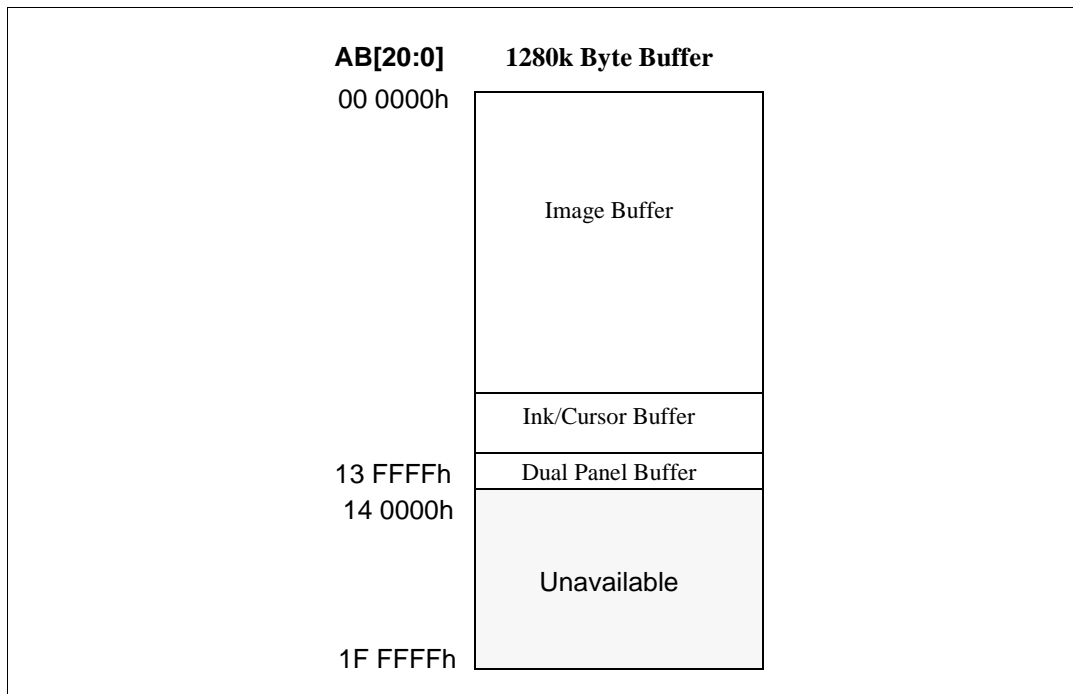 AB[20:0] 1280k Byte Buffer
00 0000h
Image Buffer
Ink/Cursor Buffer
13 FFFFh Dual Panel Buffer
14 0000h
Unavailable
1F FFFFh